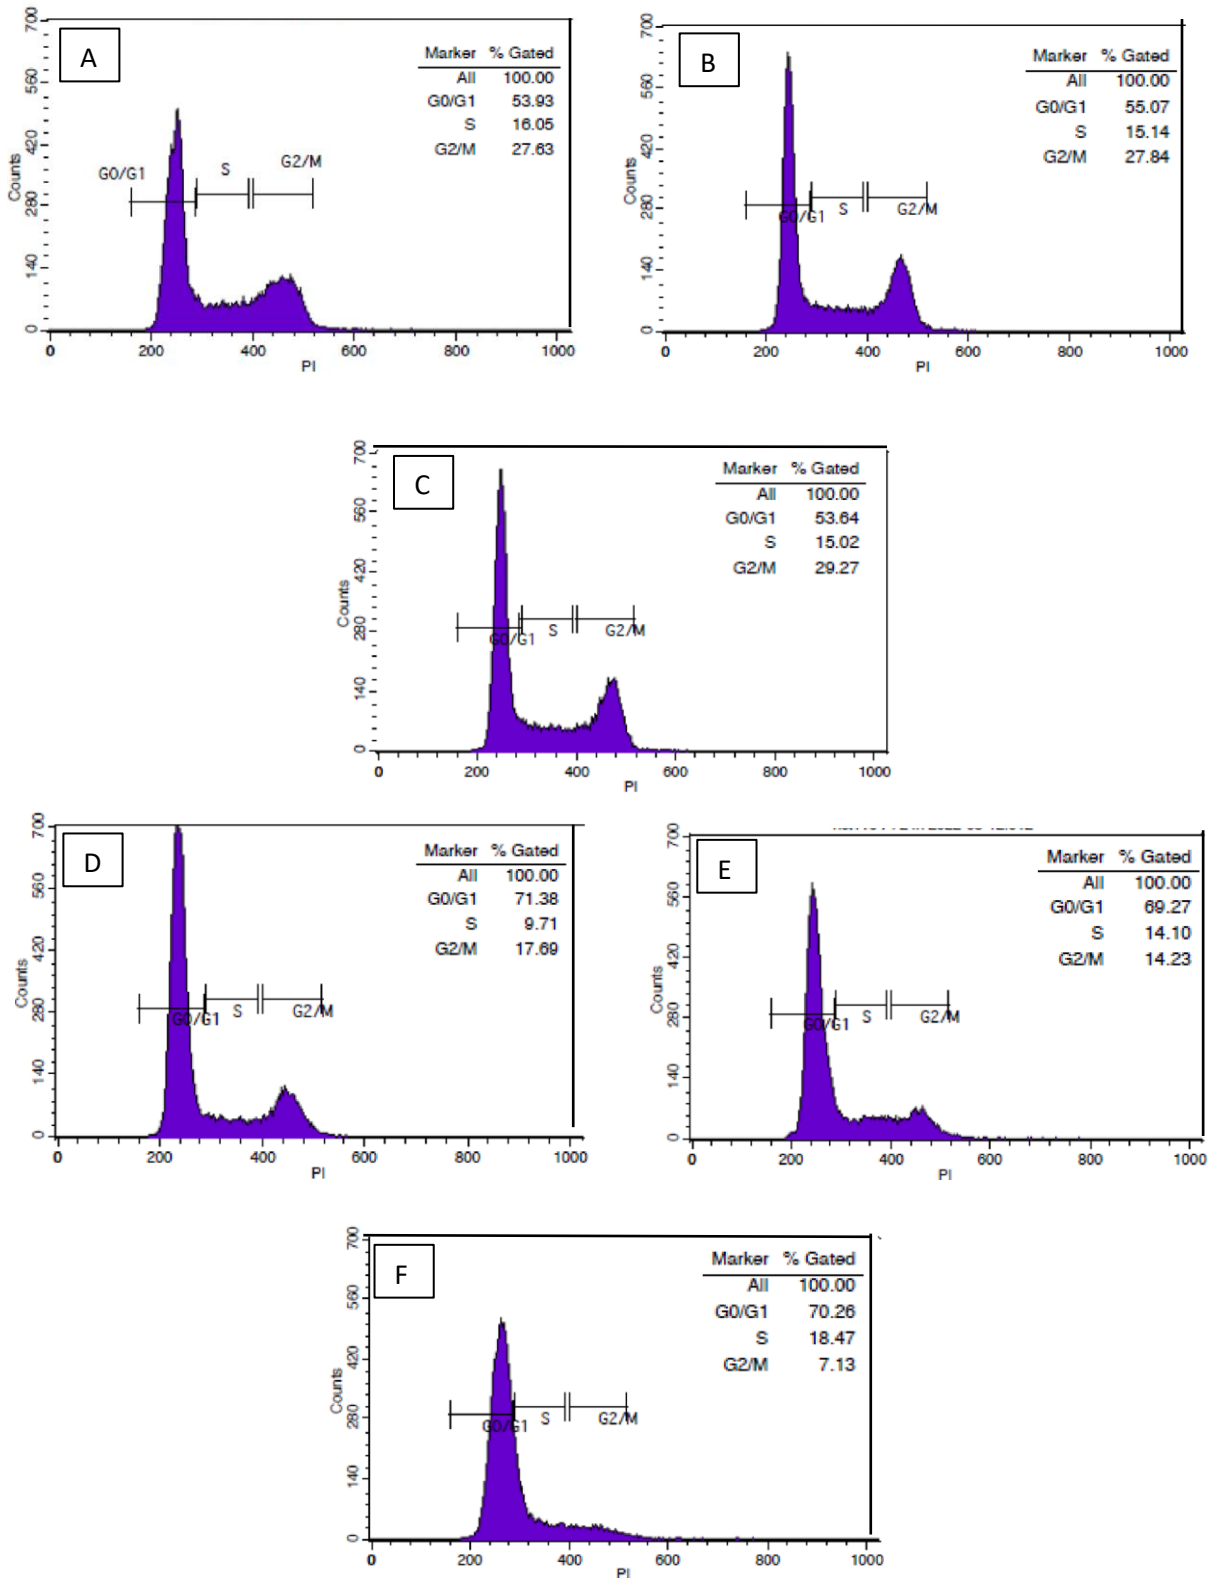 A
Marker % Gated
All 100.00
G0/G1 53.93
S 16.05
G2/M 27.63
G0/G1 S G2/M
Counts
700
560
420
280
140
0
0 200 400 600 800 1000
PI
B
Marker % Gated
All 100.00
G0/G1 55.07
S 15.14
G2/M 27.84
G0/G1 S G2/M
Counts
700
560
420
280
140
0
0 200 400 600 800 1000
PI
C
Marker % Gated
All 100.00
G0/G1 53.64
S 15.02
G2/M 29.27
G0/G1 S G2/M
Counts
700
560
420
280
140
0
0 200 400 600 800 1000
PI
D
Marker % Gated
All 100.00
G0/G1 71.38
S 9.71
G2/M 17.69
G0/G1 S G2/M
Counts
700
560
420
280
140
0
0 200 400 600 800 1000
PI
E
Marker % Gated
All 100.00
G0/G1 69.27
S 14.10
G2/M 14.23
G0/G1 S G2/M
Counts
700
560
420
280
140
0
0 200 400 600 800 1000
PI
F
Marker % Gated
All 100.00
G0/G1 70.26
S 18.47
G2/M 7.13
G0/G1 S G2/M
Counts
700
560
420
280
140
0
0 200 400 600 800 1000
PI